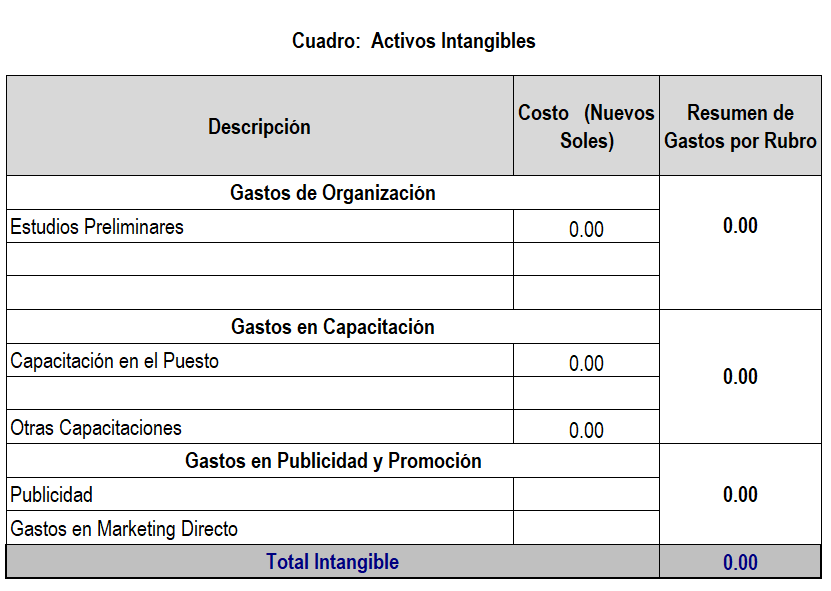 Cuadro:  Activos Intangibles
Descripción
Costo   (Nuevos
Soles)
Resumen de
Gastos por Rubro
Gastos de Organización
0.00
Estudios Preliminares
0.00
Gastos en Capacitación
0.00
Capacitación en el Puesto
0.00
Otras Capacitaciones
0.00
Gastos en Publicidad y Promoción
0.00
Publicidad
Gastos en Marketing Directo
Total Intangible
0.00